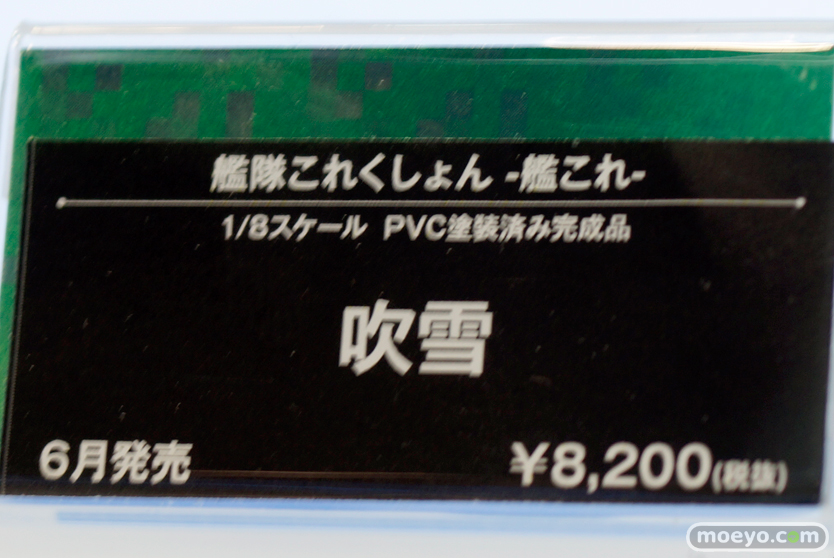 艦隊これくしょん -艦これ-
1/8スケール PVC塗装済み完成品
吹雪
6月発売 ¥8,200(税抜)
moeyo.com